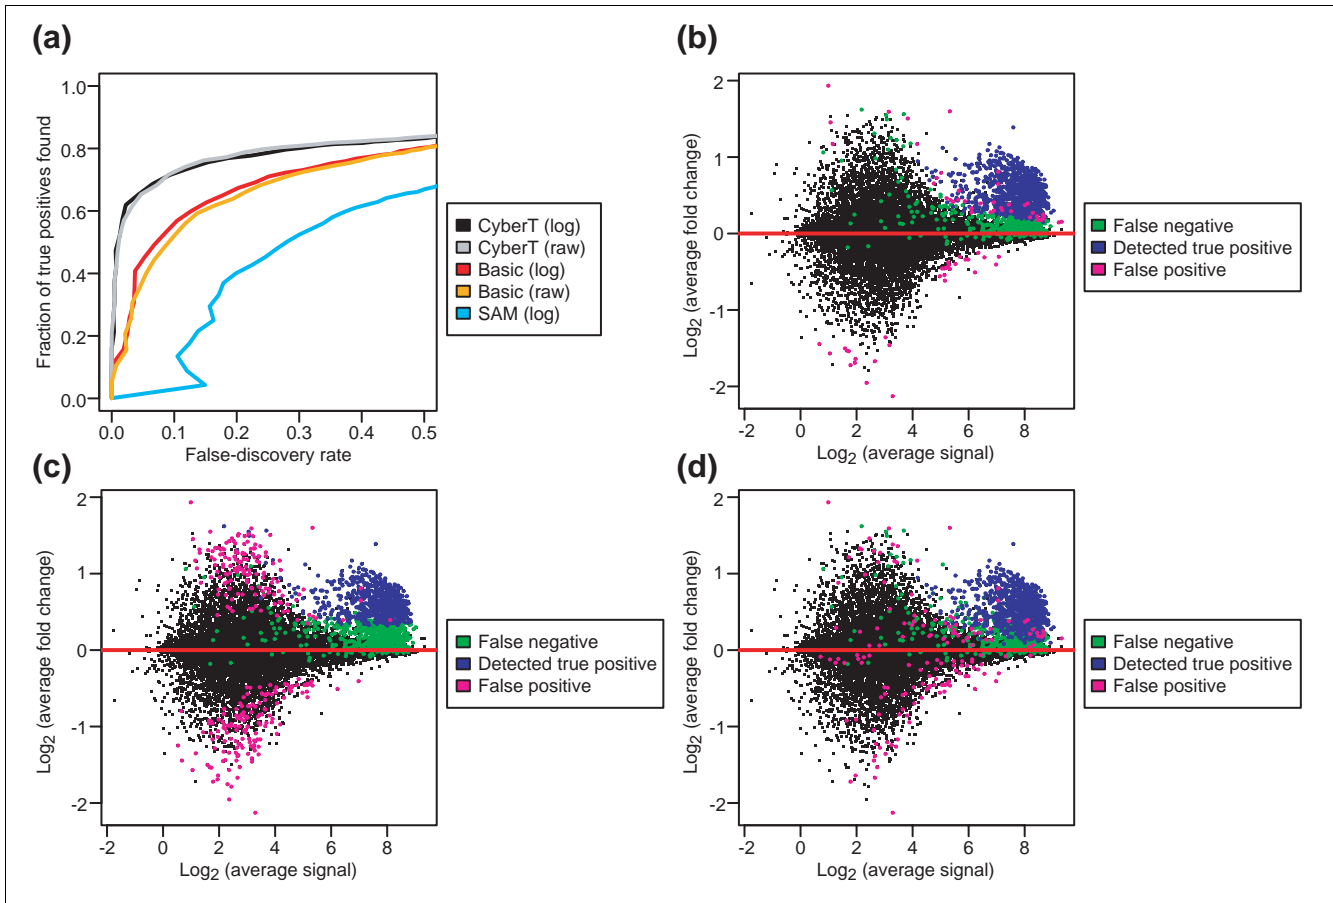 (a)
1.0
0.8
0.6
0.4
0.2
0.0
Fraction of true positives found
0.0 0.1 0.2 0.3 0.4 0.5
False-discovery rate
CyberT (log)
CyberT (raw)
Basic (log)
Basic (raw)
SAM (log)
(b)
2
1
0
-1
-2
Log2 (average fold change)
-2 0 2 4 6 8
Log2 (average signal)
False negative
Detected true positive
False positive
(c)
2
1
0
-1
-2
Log2 (average fold change)
-2 0 2 4 6 8
Log2 (average signal)
False negative
Detected true positive
False positive
(d)
2
1
0
-1
-2
Log2 (average fold change)
-2 0 2 4 6 8
Log2 (average signal)
False negative
Detected true positive
False positive